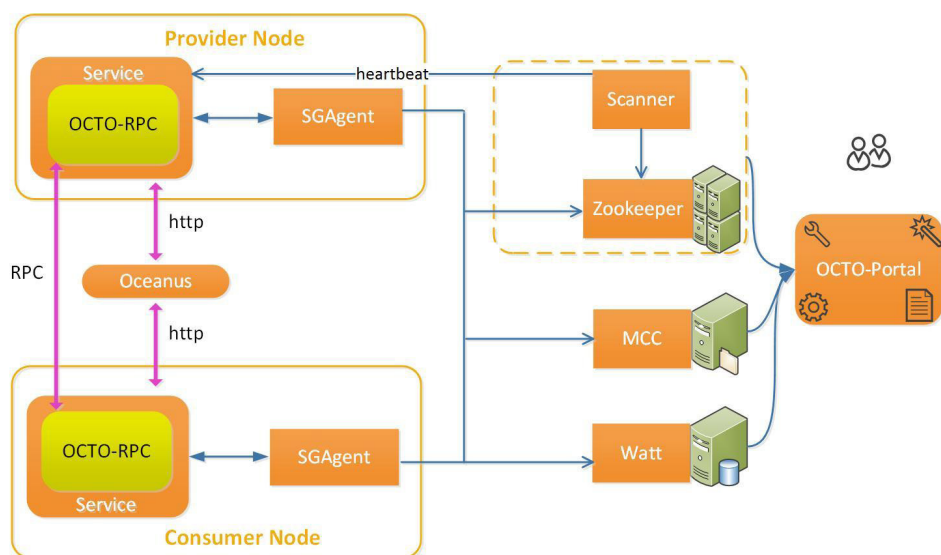 Provider Node
Service
OCTO-RPC
SGAgent
heartbeat
Scanner
Zookeeper
http
RPC
Oceanus
http
OCTO-Portal
MCC
OCTO-RPC
Service
SGAgent
Watt
Consumer Node